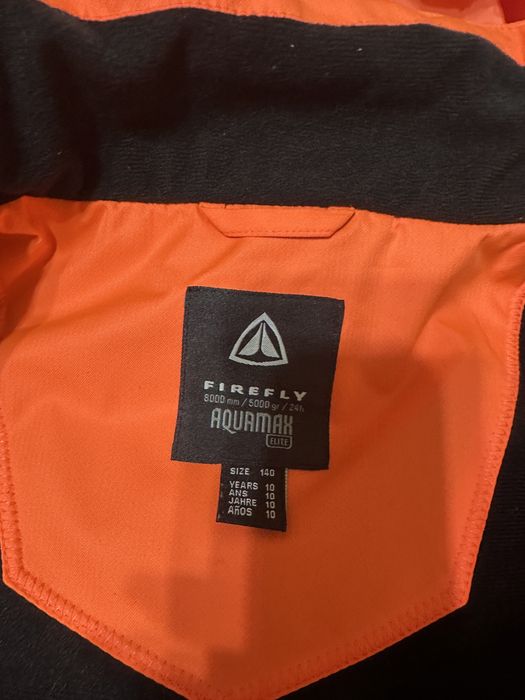 FIREFLY
8000 mm / 5000 gr / 24h
AQUAMAX
ELITE
SIZE 140
YEARS 10
ANS 10
JAHRE 10
AÑOS 10